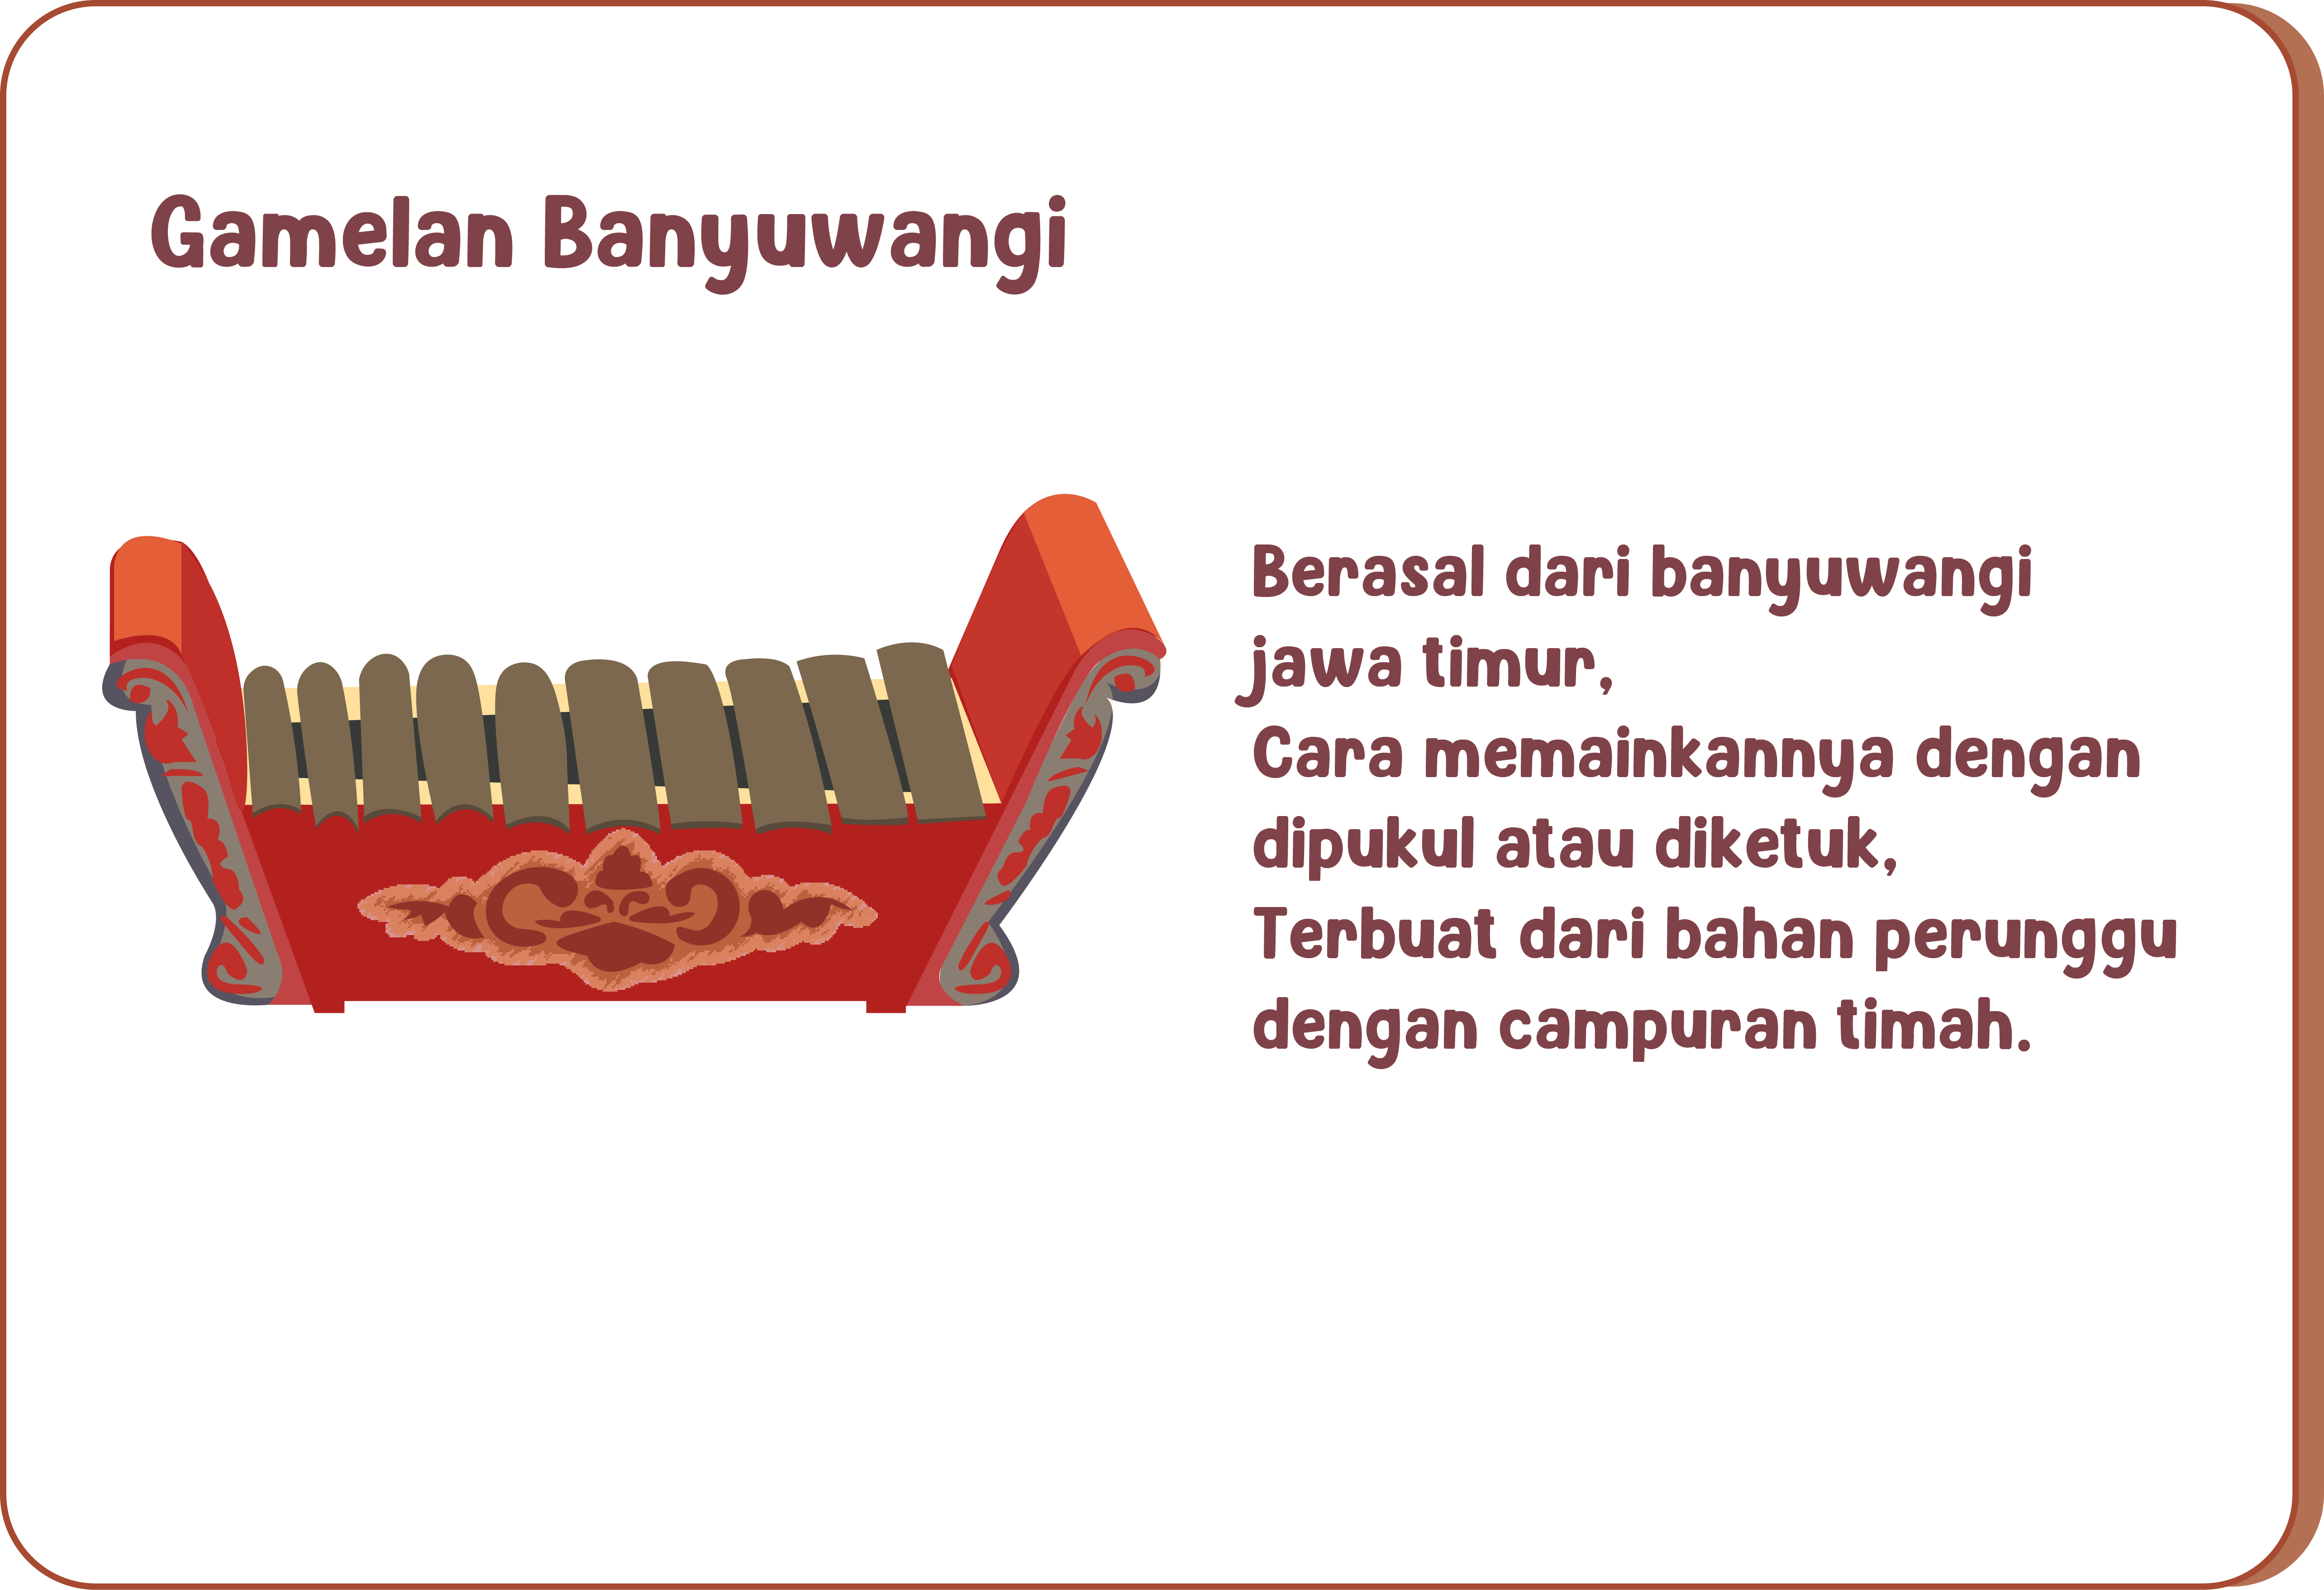 Gamelan Banyuwangi
Berasal dari banyuwangi
jawa timur,
Cara memainkannya dengan
dipukul atau diketuk,
Terbuat dari bahan perunggu
dengan campuran timah.